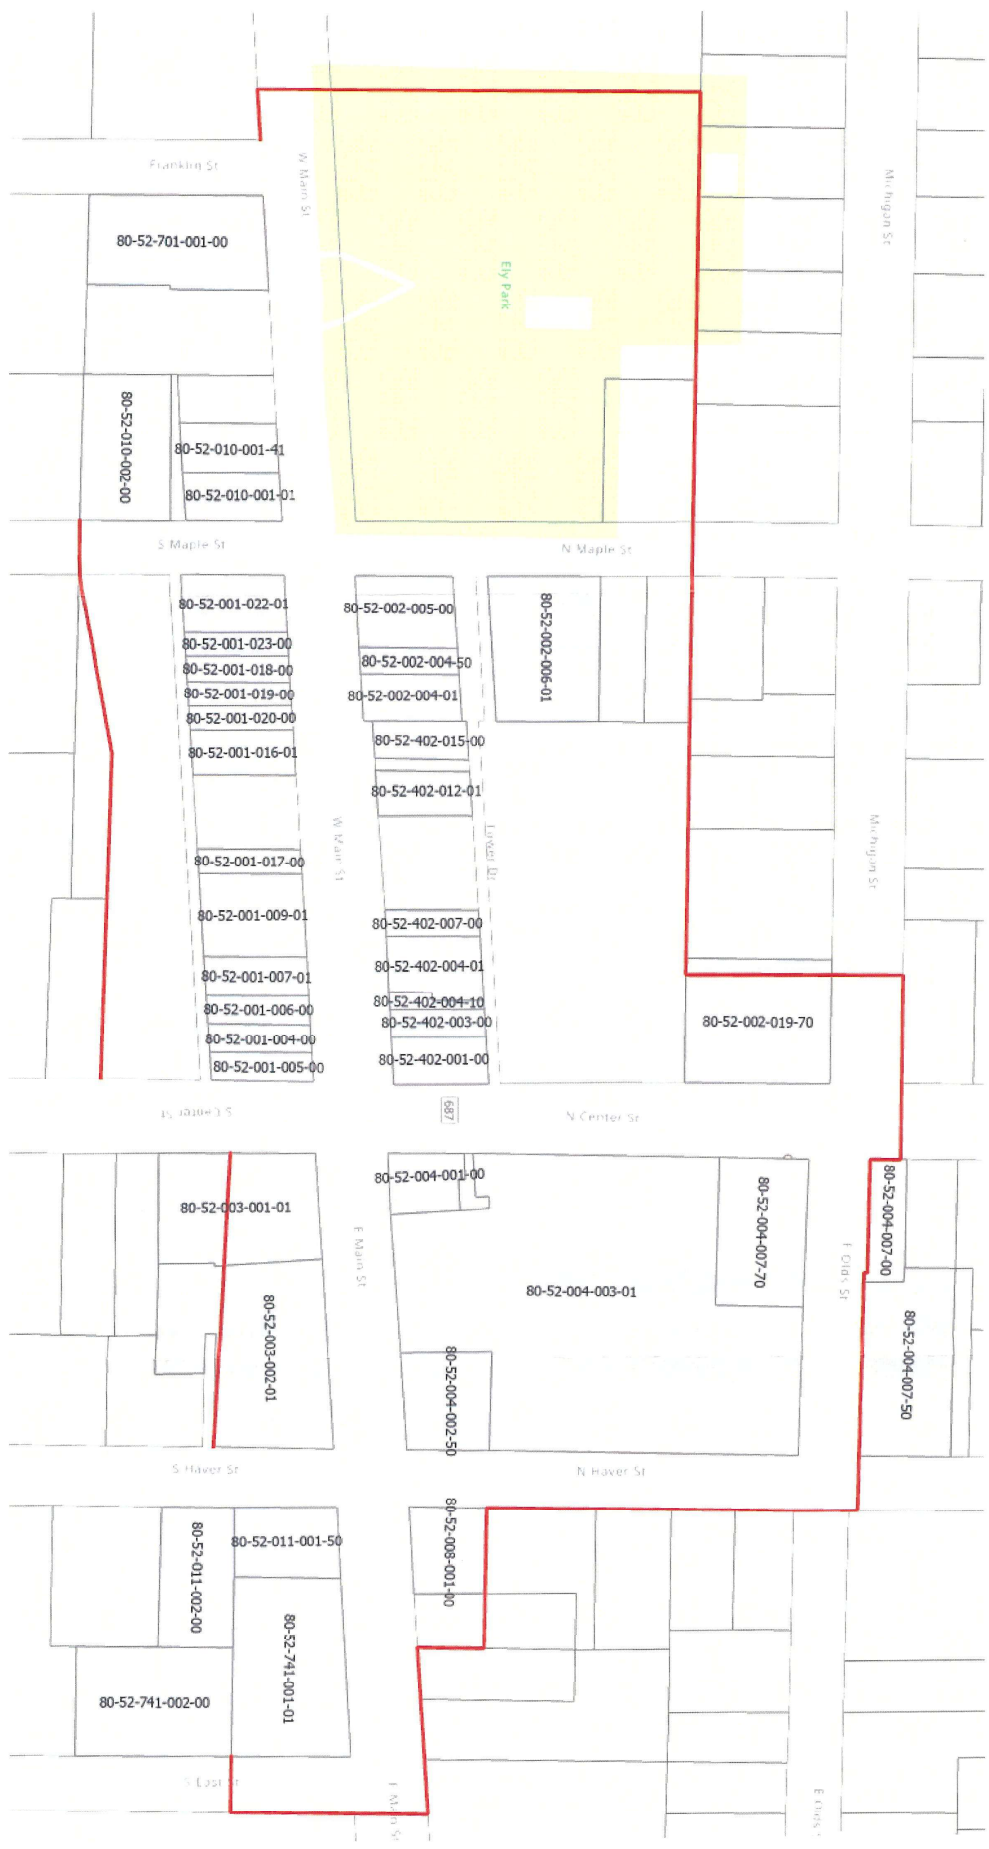 Franklin St
W Main St
Michigan St
80-52-701-001-00
Ely Park
80-52-010-002-00
80-52-010-001-41
80-52-010-001-01
S Maple St
N Maple St
80-52-001-022-01
80-52-002-005-00
80-52-002-006-01
80-52-001-023-00
80-52-001-018-00
80-52-002-004-50
80-52-001-019-00
80-52-002-004-01
80-52-001-020-00
80-52-402-015-00
80-52-001-016-01
80-52-402-012-01
W Main St
Michigan St
80-52-001-017-00
80-52-001-009-01
80-52-402-007-00
80-52-402-004-01
80-52-001-007-01
80-52-402-004-10
80-52-001-006-00
80-52-402-003-00
80-52-002-019-70
80-52-001-004-00
80-52-402-001-00
80-52-001-005-00
S Center St
687
N Center St
80-52-004-001-00
80-52-003-001-01
80-52-004-007-70
80-52-004-007-00
E Main St
E Olds St
80-52-004-003-01
80-52-003-002-01
80-52-004-002-50
80-52-004-007-50
S Haver St
N Haver St
80-52-008-001-00
80-52-011-002-00
80-52-011-001-50
80-52-741-001-01
80-52-741-002-00
S East St
E Main St